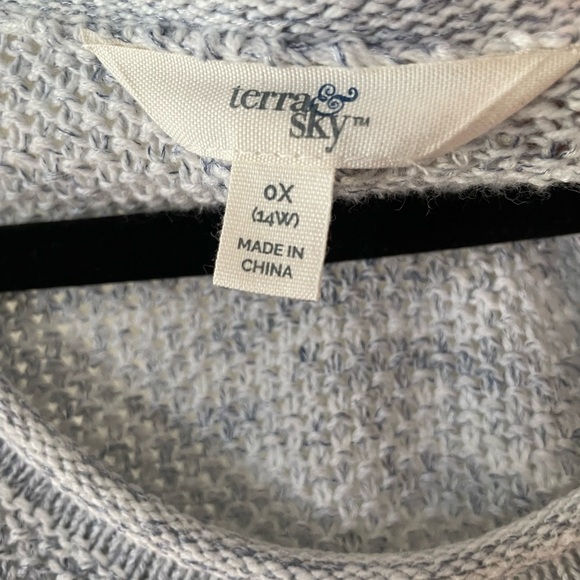 terra &
sky™
0X
(14W)
MADE IN
CHINA